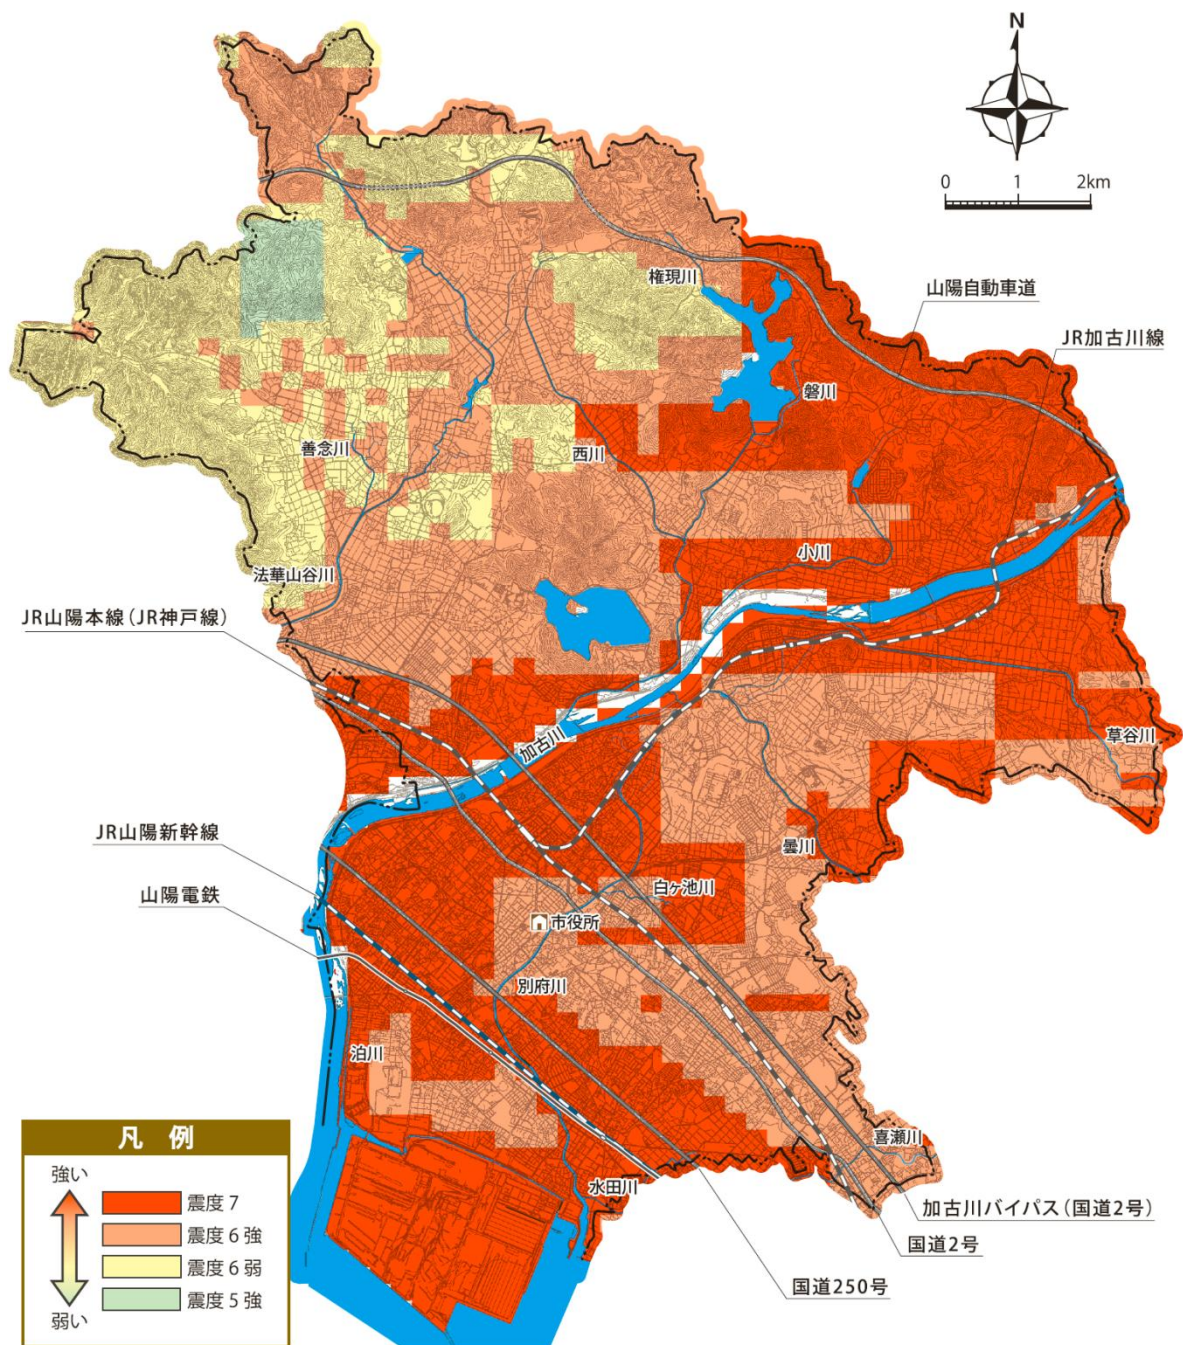 N
0 1 2km
権現川
山陽自動車道
JR加古川線
磐川
善念川
西川
小川
法華山谷川
JR山陽本線(JR神戸線)
加古川
草谷川
JR山陽新幹線
曇川
山陽電鉄
白ヶ池川
市役所
別府川
泊川
喜瀬川
水田川
加古川バイパス(国道2号)
国道2号
国道250号
凡例
強い
震度7
震度6強
震度6弱
震度5強
弱い